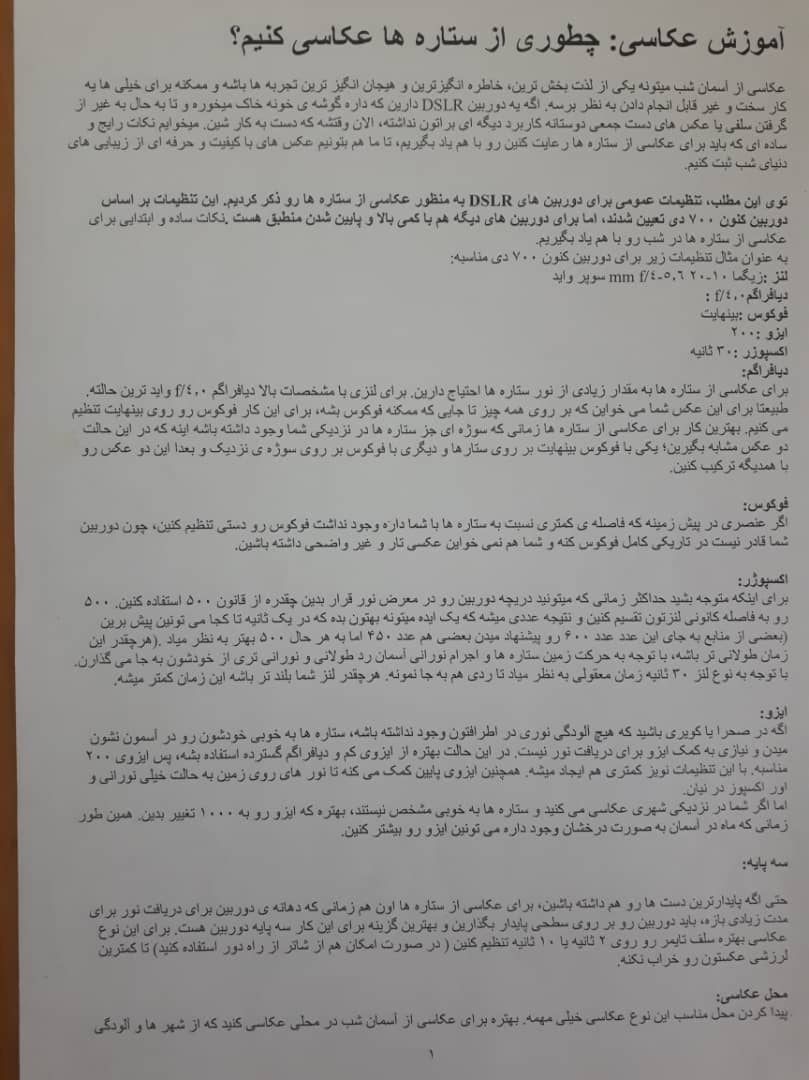 آموزش عکاسی: چطوری از ستاره ها عکاسی کنیم؟
عکاسی از آسمان شب میتونه یکی از لذت بخش ترین، خاطره انگیزترین و هیجان انگیز ترین تجربه ها باشه و ممکنه برای خیلی ها یه
کار سخت و غیر قابل انجام دادن به نظر برسه. اگه یه دوربین DSLR دارین که داره گوشه ی خونه خاک میخوره و تا به حال به غیر از
گرفتن سلفی یا عکس های دست جمعی دوستانه کاربرد دیگه ای براتون نداشته، الان وقتشه که دست به کار شین. میخوایم نکات رایج و
ساده ای که باید برای عکاسی از ستاره ها رعایت کنین رو با هم یاد بگیریم، تا ما هم بتونیم عکس های با کیفیت و حرفه ای از زیبایی های
دنیای شب ثبت کنیم.
توی این مطلب، تنظیمات عمومی برای دوربین های DSLR به منظور عکاسی از ستاره ها رو ذکر کردیم. این تنظیمات بر اساس
دوربین کنون ۷۰۰ دی تعیین شدند، اما برای دوربین های دیگه هم با کمی بالا و پایین شدن منطبق هست .نکات ساده و ابتدایی برای
عکاسی از ستاره ها در شب رو با هم یاد بگیریم.
به عنوان مثال تنظیمات زیر برای دوربین کنون ۷۰۰ دی مناسبه:
لنز :زیگما ۱۰-۲۰ mm f/٤-٥,٦ سوپر واید
دیافراگم f/٤,٠ :
فوکوس :بینهایت
ایزو :۲۰۰
اکسپوزر :۳۰ ثانیه
دیافراگم:
برای عکاسی از ستاره ها به مقدار زیادی از نور ستاره ها احتیاج دارین. برای لنزی با مشخصات بالا دیافراگم f/٤,٠ واید ترین حالته.
طبیعتا برای این عکس شما می خواین که بر روی همه چیز تا جایی که ممکنه فوکوس بشه، برای این کار فوکوس رو روی بینهایت تنظیم
می کنیم. بهترین کار برای عکاسی از ستاره ها زمانی که سوژه ای جز ستاره ها در نزدیکی شما وجود داشته باشه اینه که در این حالت
دو عکس مشابه بگیرین؛ یکی با فوکوس بینهایت بر روی ستارها و دیگری با فوکوس بر روی سوژه ی نزدیک و بعدا این دو عکس رو
با همدیگه ترکیب کنین.
فوکوس:
اگر عنصری در پیش زمینه که فاصله ی کمتری نسبت به ستاره ها با شما داره وجود نداشت فوکوس رو دستی تنظیم کنین، چون دوربین
شما قادر نیست در تاریکی کامل فوکوس کنه و شما هم نمی خواین عکسی تار و غیر واضحی داشته باشین.
اکسپوژر:
برای اینکه متوجه بشید حداکثر زمانی که میتونید دریچه دوربین رو در معرض نور قرار بدین چقدره از قانون ۵۰۰ استفاده کنین. ۵۰۰
رو به فاصله کانونی لنزتون تقسیم کنین و نتیجه عددی میشه که یک ایده میتونه بهتون بده که در یک ثانیه تا کجا می تونین پیش برین
(بعضی از منابع به جای این عدد عدد ۶۰۰ رو پیشنهاد میدن بعضی هم عدد ۴۵۰ اما به هر حال ۵۰۰ بهتر به نظر میاد .(هرچقدر این
زمان طولانی تر باشه، با توجه به حرکت زمین ستاره ها و اجرام نورانی آسمان رد طولانی و نورانی تری از خودشون به جا می گذارن.
با توجه به نوع لنز ۳۰ ثانیه زمان معقولی به نظر میاد تا ردی هم به جا نمونه. هرچقدر لنز شما بلند تر باشه این زمان کمتر میشه.
ایزو:
اگه در صحرا یا کویری باشید که هیچ آلودگی نوری در اطرافتون وجود نداشته باشه، ستاره ها به خوبی خودشون رو در آسمون نشون
میدن و نیازی به کمک ایزو برای دریافت نور نیست. در این حالت بهتره از ایزوی کم و دیافراگم گسترده استفاده بشه، پس ایزوی ۲۰۰
مناسبه. با این تنظیمات نویز کمتری هم ایجاد میشه. همچنین ایزوی پایین کمک می کنه تا نور های روی زمین به حالت خیلی نورانی و
اور اکسپوز در نیان.
اما اگر شما در نزدیکی شهری عکاسی می کنید و ستاره ها به خوبی مشخص نیستند، بهتره که ایزو رو به ۱۰۰۰ تغییر بدین. همین طور
زمانی که ماه در آسمان به صورت درخشان وجود داره می تونین ایزو رو بیشتر کنین.
سه پایه:
حتی اگه پایدارترین دست ها رو هم داشته باشین، برای عکاسی از ستاره ها اون هم زمانی که دهانه ی دوربین برای دریافت نور برای
مدت زیادی بازه، باید دوربین رو بر روی سطحی پایدار بگذارین و بهترین گزینه برای این کار سه پایه دوربین هست. برای این نوع
عکاسی بهتره سلف تایمر رو روی ۲ ثانیه یا ۱۰ ثانیه تنظیم کنین ( در صورت امکان هم از شاتر از راه دور استفاده کنید) تا کمترین
لرزشی عکستون رو خراب نکنه.
محل عکاسی:
پیدا کردن محل مناسب این نوع عکاسی خیلی مهمه. بهتره برای عکاسی از آسمان شب در محلی عکاسی کنید که از شهر ها و آلودگی
۱